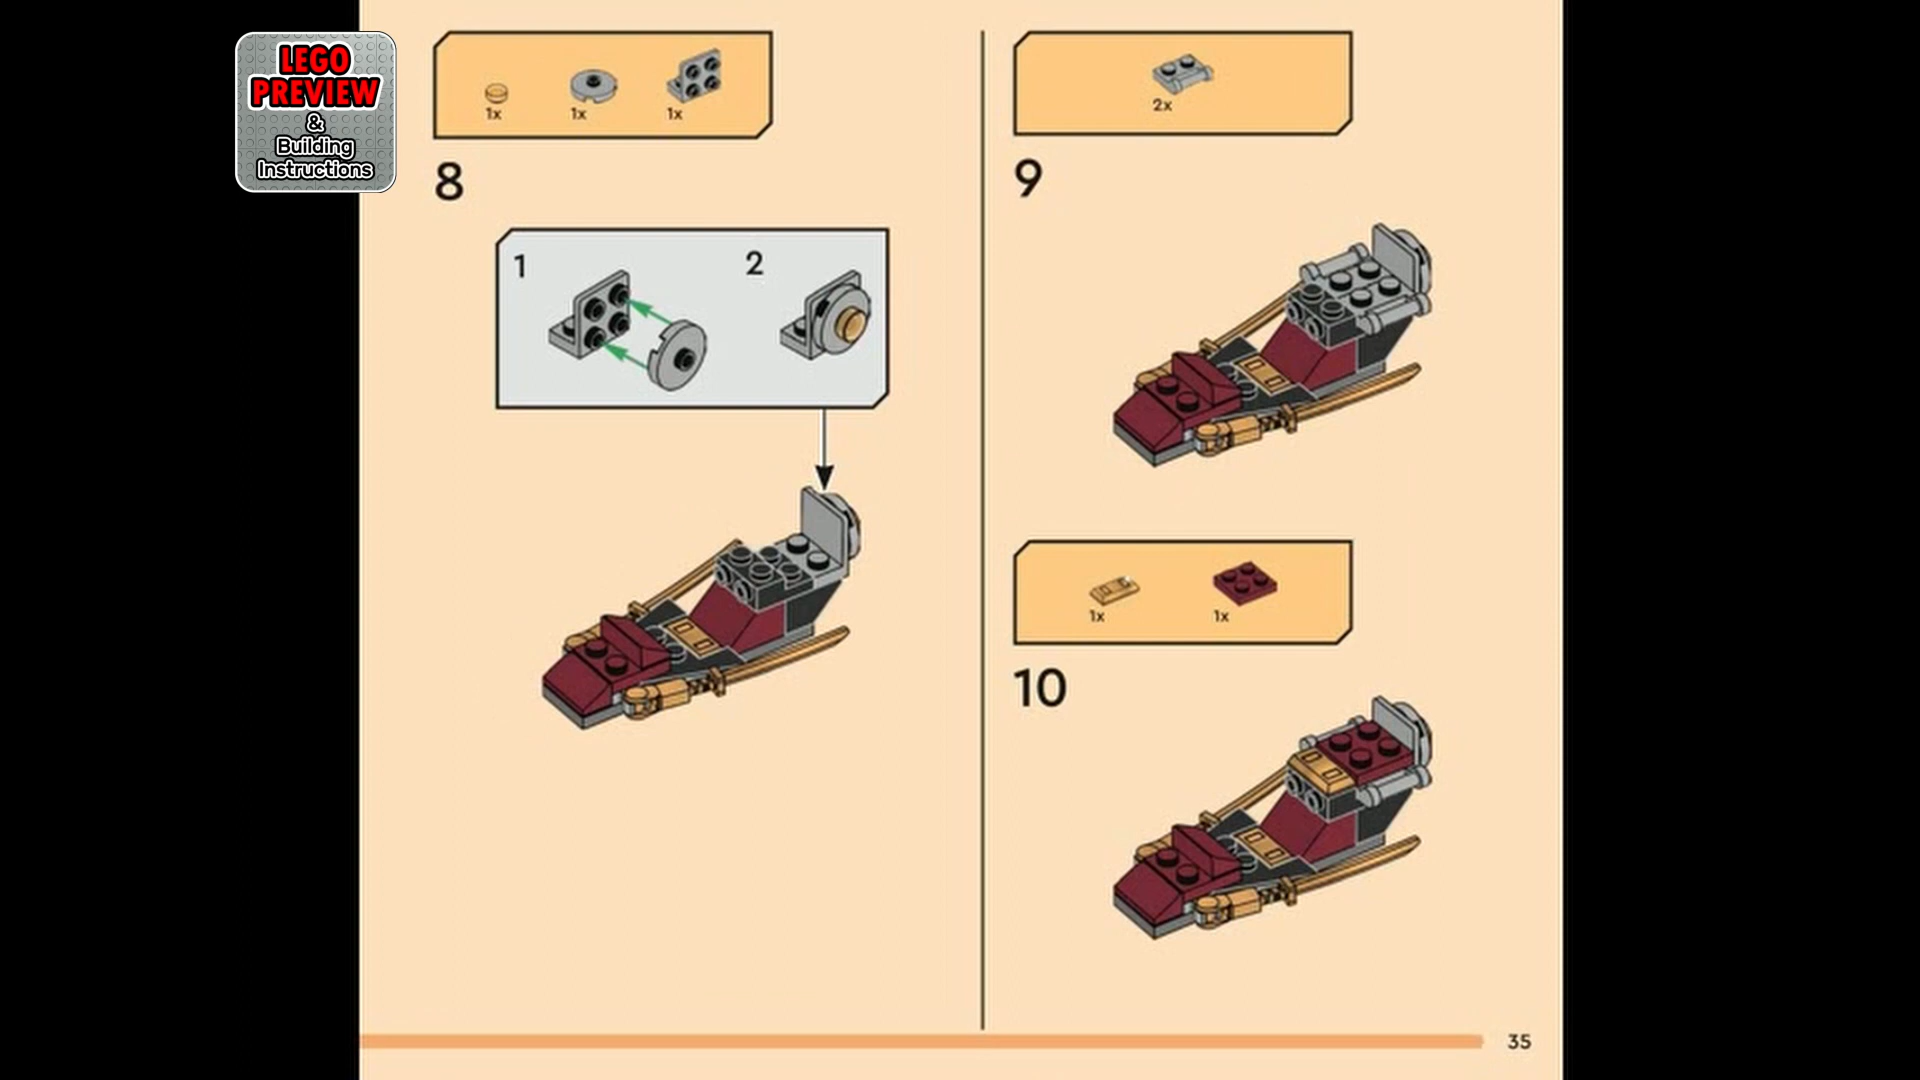 LEGO
PREVIEW
&
Building
Instructions
1x
1x
1x
8
1
2
2x
9
1x
1x
10
35